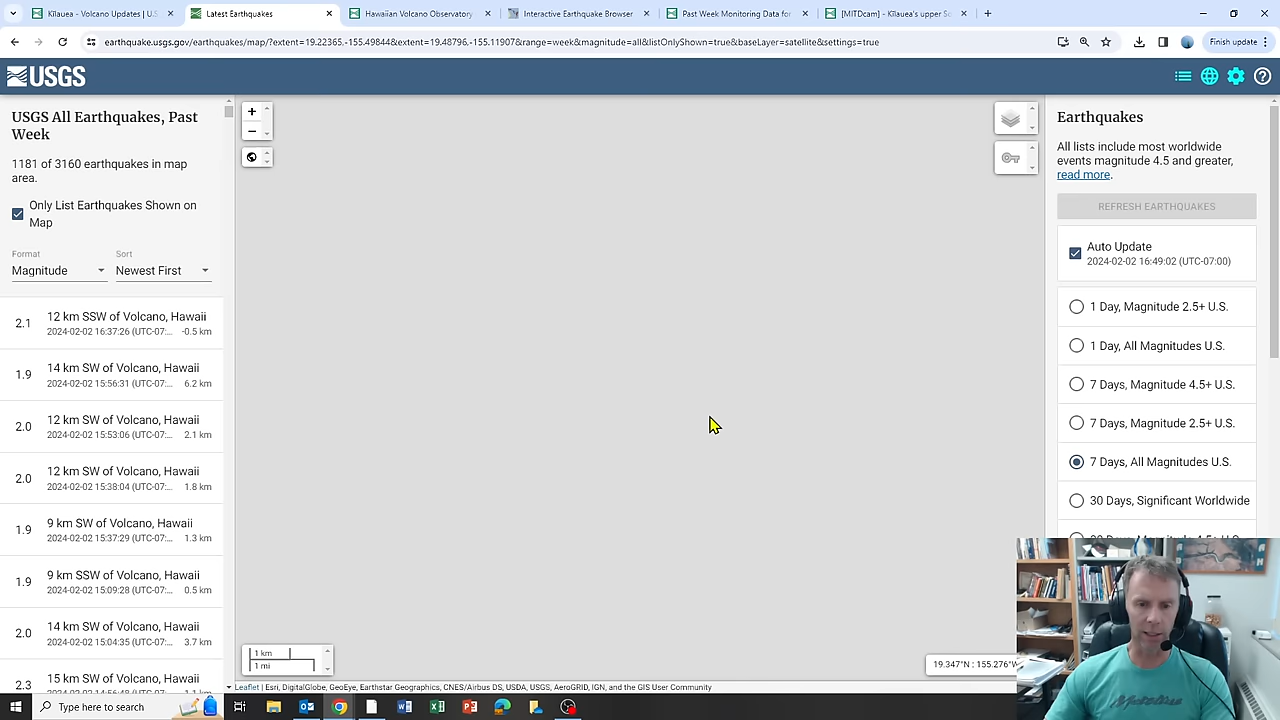 Kīlauea - Volcano Updates | U.S
Latest Earthquakes
Hawaiian Volcano Observatory
Interactive Earthquake Browser
Past Week Monitoring Data for
[MITDcam] - Kīlauea's upper S
earthquake.usgs.gov/earthquakes/map/?extent=19.22365,-155.49844&extent=19.48796,-155.11907&range=week&magnitude=all&listOnlyShown=true&baseLayer=satellite&settings=true
Finish update
USGS
USGS All Earthquakes, Past
Week
1181 of 3160 earthquakes in map
area.
Only List Earthquakes Shown on
Map
Format
Sort
Magnitude
Newest First
2.1
12 km SSW of Volcano, Hawaii
2024-02-02 16:37:26 (UTC-07:... -0.5 km
1.9
14 km SW of Volcano, Hawaii
2024-02-02 15:56:31 (UTC-07:... 6.2 km
2.0
12 km SW of Volcano, Hawaii
2024-02-02 15:53:06 (UTC-07:... 2.1 km
2.0
12 km SW of Volcano, Hawaii
2024-02-02 15:38:04 (UTC-07:... 1.8 km
1.9
9 km SW of Volcano, Hawaii
2024-02-02 15:37:29 (UTC-07:... 1.3 km
1.9
9 km SSW of Volcano, Hawaii
2024-02-02 15:09:28 (UTC-07:... 0.5 km
2.0
14 km SW of Volcano, Hawaii
2024-02-02 15:04:35 (UTC-07:... 3.7 km
2.3
15 km SW of Volcano, Hawaii
+
−
1 km
1 mi
19.347°N : 155.276°W
Leaflet | Esri, DigitalGlobe, GeoEye, Earthstar Geographics, CNES/Airbus DS, USDA, USGS, AeroGRID, IGN, and the GIS User Community
Earthquakes
All lists include most worldwide
events magnitude 4.5 and greater,
read more.
REFRESH EARTHQUAKES
Auto Update
2024-02-02 16:49:02 (UTC-07:00)
1 Day, Magnitude 2.5+ U.S.
1 Day, All Magnitudes U.S.
7 Days, Magnitude 4.5+ U.S.
7 Days, Magnitude 2.5+ U.S.
7 Days, All Magnitudes U.S.
30 Days, Significant Worldwide
Type here to search